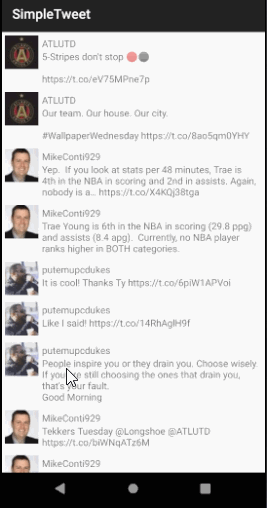 SimpleTweet
ATLUTD
5-Stripes don't stop 🔴⚫
https://t.co/eV75MPne7p
ATLUTD
Our team. Our house. Our city.
#WallpaperWednesday https://t.co/8ao5qm0YHY
MikeConti929
Yep. If you look at stats per 48 minutes, Trae is
4th in the NBA in scoring and 2nd in assists. Again,
nobody is a… https://t.co/X4KQj38tga
MikeConti929
Trae Young is 6th in the NBA in scoring (29.8 ppg)
and assists (8.4 apg). Currently, no NBA player
ranks higher in BOTH categories.
putemupcdukes
It is cool! Thanks Ty https://t.co/6piW1APVoi
putemupcdukes
Like I said! https://t.co/14RhAglH9f
putemupcdukes
People inspire you or they drain you. Choose wisely.
If you're still choosing the ones that drain you,
that's your fault.
Good Morning
MikeConti929
Tekkers Tuesday @Longshoe @ATLUTD
https://t.co/biWNqATz6M
MikeConti929